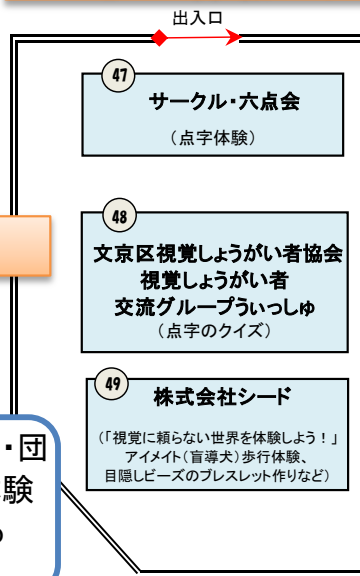 出入口
47
サークル・六点会
（点字体験）
48
文京区視覚しょうがい者協会
視覚しょうがい者
交流グループうぃっしゅ
（点字のクイズ）
49
株式会社シード
（「視覚に頼らない世界を体験しよう！」
アイメイト（盲導犬）歩行体験、
目隠しビーズのブレスレット作りなど）
・団
験